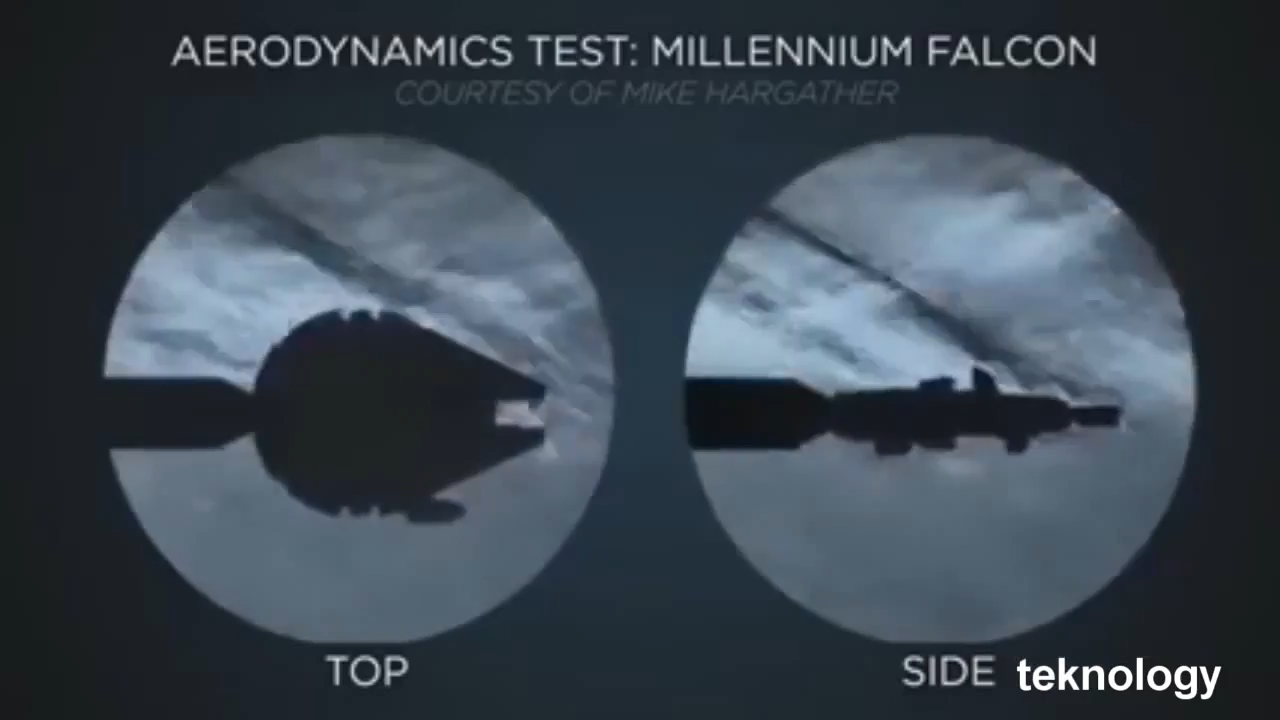 AERODYNAMICS TEST: MILLENNIUM FALCON
COURTESY OF MIKE HARGATHER
TOP
SIDE
teknology